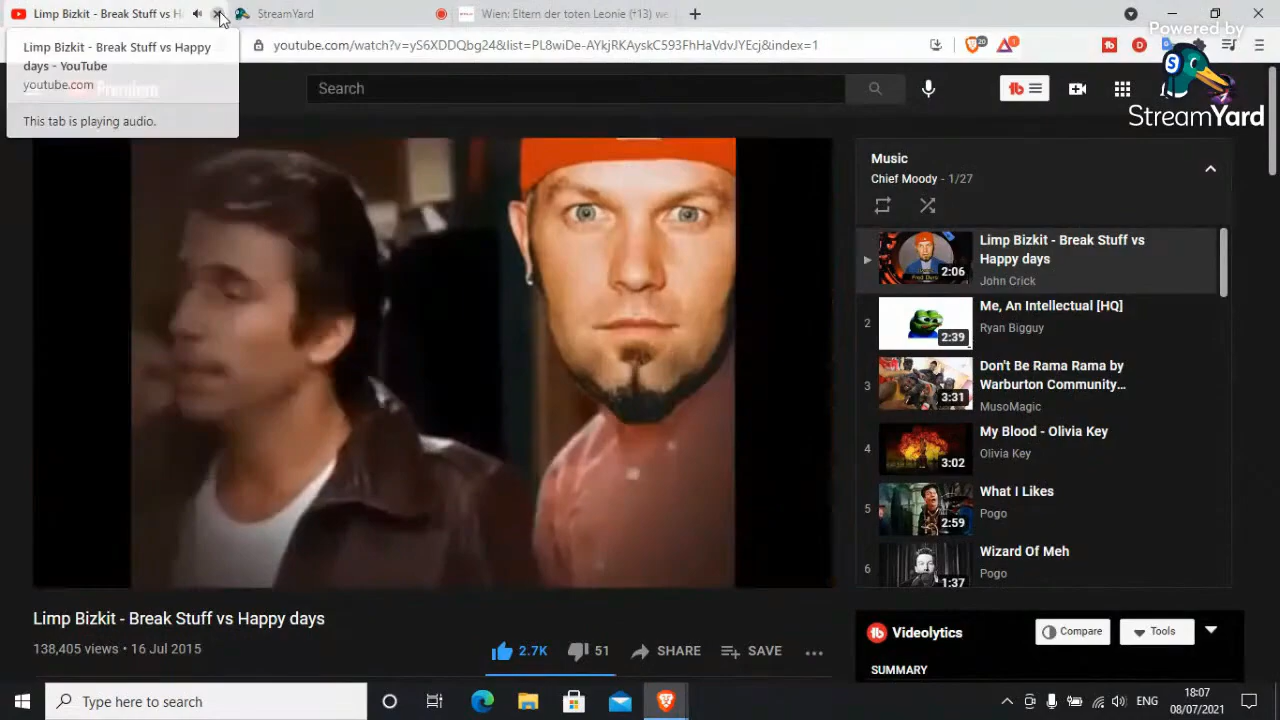 Limp Bizkit - Break Stuff vs H
StreamYard
Wien: Eltern der toten Leonie (†13) we
Powered by
StreamYard
Limp Bizkit - Break Stuff vs Happy
days - YouTube
youtube.com
This tab is playing audio.
youtube.com/watch?v=yS6XDDQbg24&list=PL8wiDe-AYkjRKAyskC593FhHaVdvJYEcj&index=1
20
1
Premium
Search
Music
Chief Moody - 1/27
Limp Bizkit - Break Stuff vs
Happy days
John Crick
2:06
2
Me, An Intellectual [HQ]
Ryan Bigguy
2:39
3
Don't Be Rama Rama by
Warburton Community...
MusoMagic
3:31
4
My Blood - Olivia Key
Olivia Key
3:02
5
What I Likes
Pogo
2:59
6
Wizard Of Meh
Pogo
1:37
Limp Bizkit - Break Stuff vs Happy days
138,405 views • 16 Jul 2015
2.7K
51
SHARE
SAVE
Videolytics
Compare
Tools
SUMMARY
Type here to search
ENG
18:07
08/07/2021